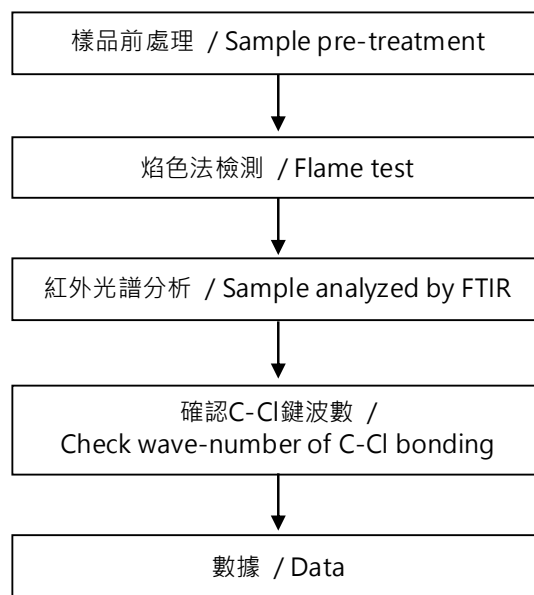 樣品前處理 / Sample pre-treatment
焰色法檢測 / Flame test
紅外光譜分析 / Sample analyzed by FTIR
確認C-Cl鍵波數 /
Check wave-number of C-Cl bonding
數據 / Data